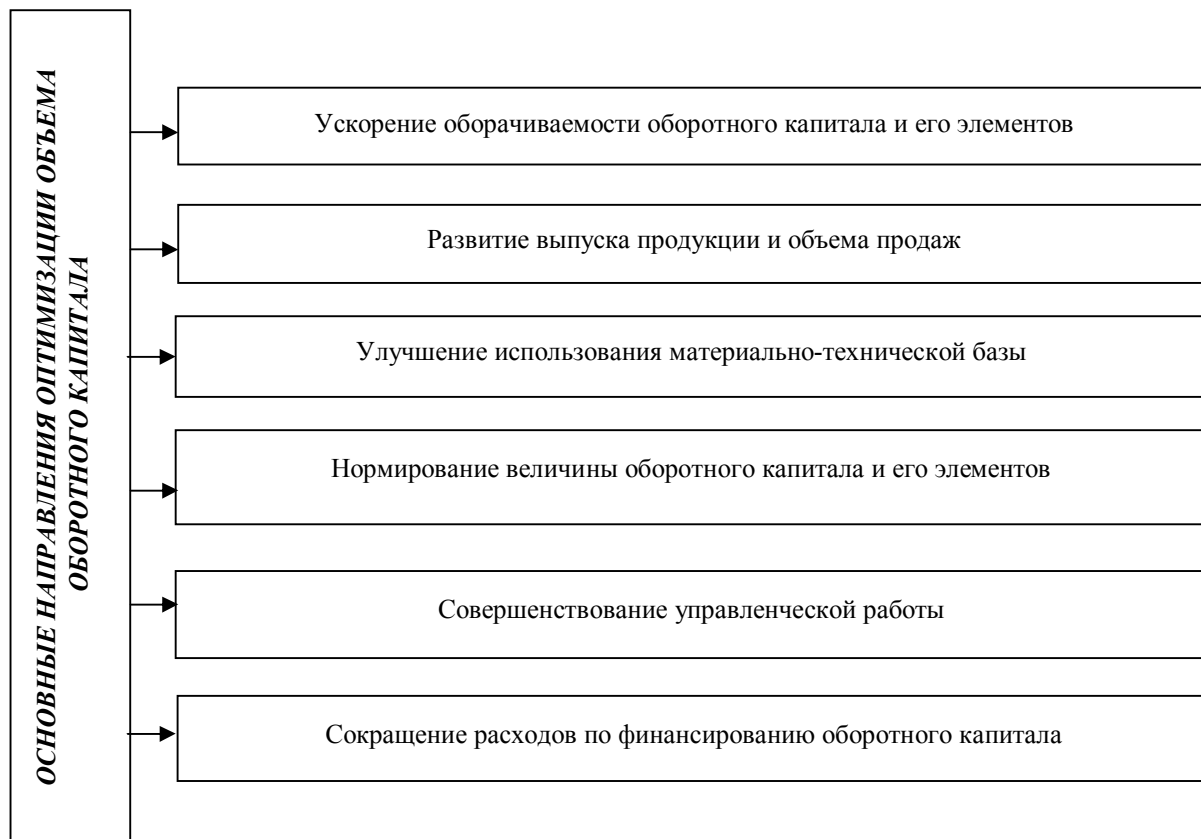 ОСНОВНЫЕ НАПРАВЛЕНИЯ ОПТИМИЗАЦИИ ОБЪЕМА
ОБОРОТНОГО КАПИТАЛА
Ускорение оборачиваемости оборотного капитала и его элементов
Развитие выпуска продукции и объема продаж
Улучшение использования материально-технической базы
Нормирование величины оборотного капитала и его элементов
Совершенствование управленческой работы
Сокращение расходов по финансированию оборотного капитала